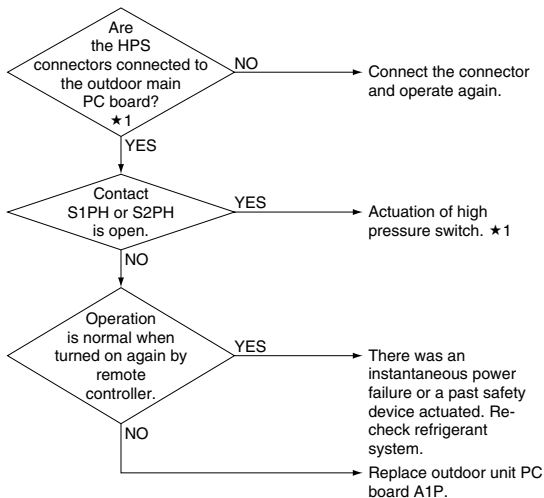 Are
the HPS
connectors connected to
the outdoor main
PC board?
★1
NO
Connect the connector
and operate again.
YES
Contact
S1PH or S2PH
is open.
YES
Actuation of high
pressure switch. ★1
NO
Operation
is normal when
turned on again by
remote
controller.
YES
There was an
instantaneous power
failure or a past safety
device actuated. Re-
check refrigerant
system.
NO
Replace outdoor unit PC
board A1P.